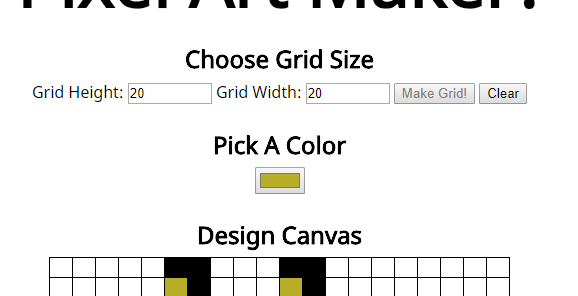 Pixel Art Maker!
Choose Grid Size
Grid Height: 20 Grid Width: 20 Make Grid! Clear
Pick A Color
Design Canvas